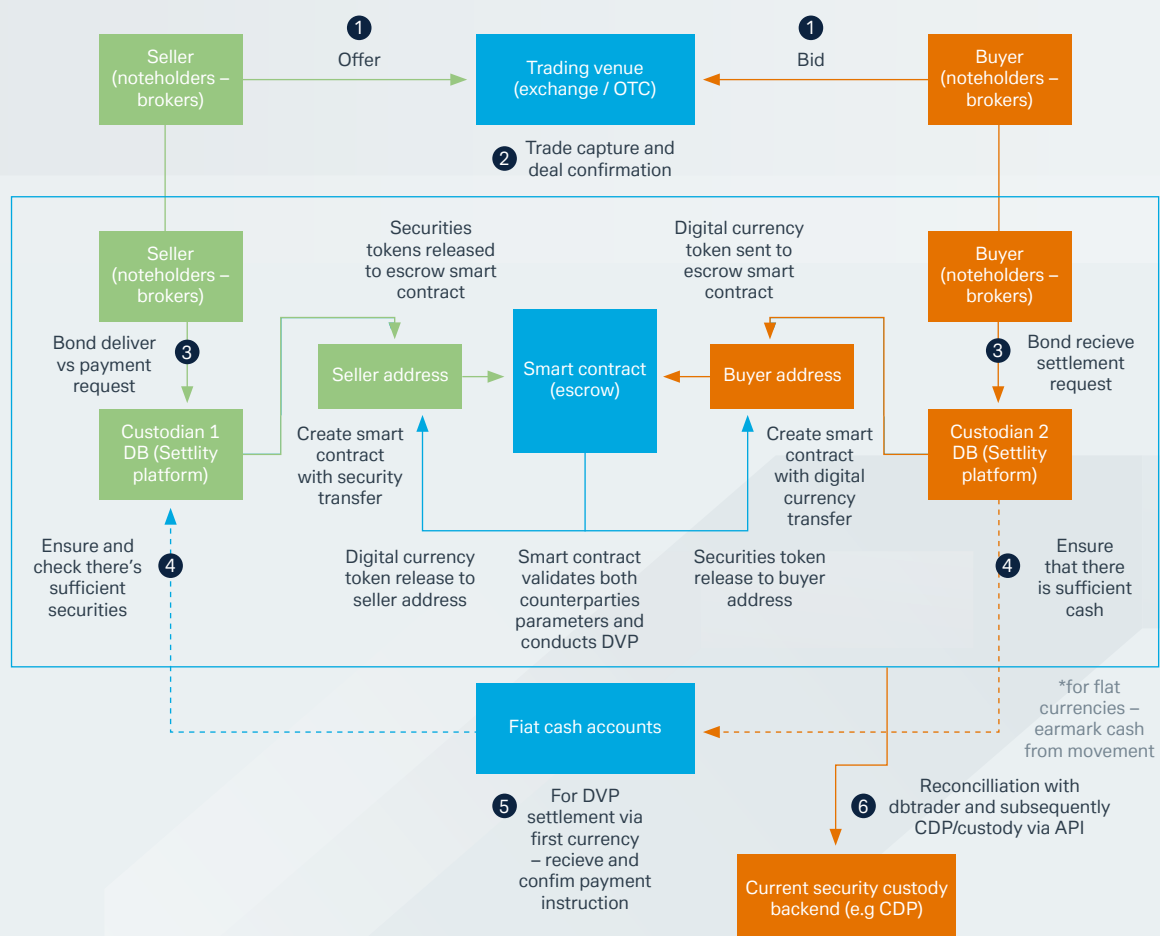 1
1
Seller
(noteholders –
brokers)
Offer
Trading venue
(exchange / OTC)
Bid
Buyer
(noteholders –
brokers)
2
Trade capture and
deal confirmation
Seller
(noteholders –
brokers)
Securities
tokens released
to escrow smart
contract
Digital currency
token sent to
escrow smart
contract
Buyer
(noteholders –
brokers)
Bond deliver
vs payment
request
3
Seller address
Smart contract
(escrow)
Buyer address
3
Bond recieve
settlement
request
Custodian 1
DB (Settlity
platform)
Create smart
contract
with security
transfer
Create smart
contract
with digital
currency
transfer
Custodian 2
DB (Settlity
platform)
Ensure and
check there's
sufficient
securities
4
Digital currency
token release to
seller address
Smart contract
validates both
counterparties
parameters and
conducts DVP
Securities token
release to buyer
address
4
Ensure
that there
is sufficient
cash
Fiat cash accounts
*for flat
currencies –
earmark cash
from movement
5
For DVP
settlement via
first currency
– recieve and
confim payment
instruction
6
Reconcilliation with
dbtrader and subsequently
CDP/custody via API
Current security custody
backend (e.g CDP)